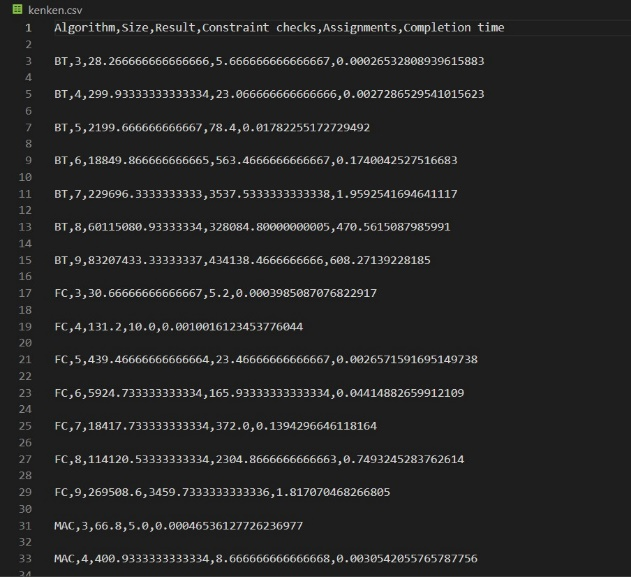 kenken.csv
1 Algorithm,Size,Result,Constraint checks,Assignments,Completion time
2
3 BT,3,28.266666666666666,5.666666666666667,0.00026532808939615883
4
5 BT,4,299.93333333333334,23.066666666666666,0.0027286529541015623
6
7 BT,5,2199.666666666667,78.4,0.01782255172729492
8
9 BT,6,18849.866666666665,563.4666666666667,0.1740042527516683
10
11 BT,7,229696.3333333333,3537.5333333333338,1.9592541694641117
12
13 BT,8,60115080.93333334,328084.80000000005,470.5615087985991
14
15 BT,9,83207433.33333337,434138.4666666666,608.27139228185
16
17 FC,3,30.66666666666667,5.2,0.0003985087076822917
18
19 FC,4,131.2,10.0,0.0010016123453776044
20
21 FC,5,439.46666666666664,23.46666666666667,0.0026571591695149738
22
23 FC,6,5924.733333333334,165.93333333333334,0.04414882659912109
24
25 FC,7,18417.733333333334,372.0,0.1394296646118164
26
27 FC,8,114120.53333333334,2304.8666666666663,0.7493245283762614
28
29 FC,9,269508.6,3459.7333333333336,1.817070468266805
30
31 MAC,3,66.8,5.0,0.00046536127726236977
32
33 MAC,4,400.9333333333334,8.666666666666668,0.0030542055765787756
34